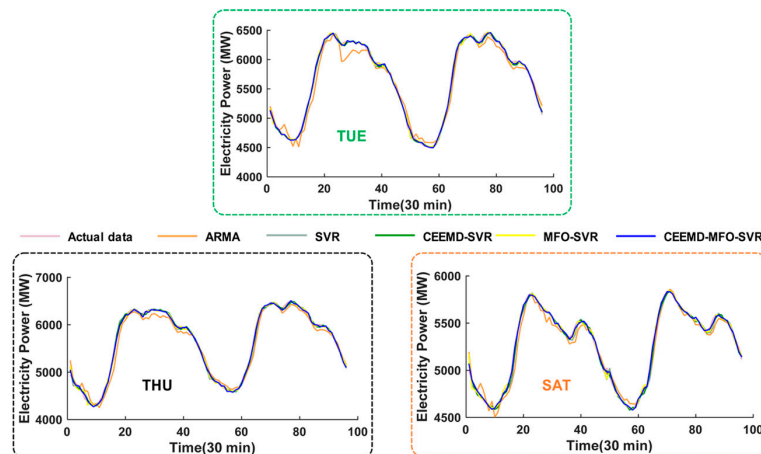 6500
6000
5500
5000
4500
4000
Electricity Power (MW)
TUE
0 20 40 60 80 100
Time(30 min)
Actual data ARMA SVR CEEMD-SVR MFO-SVR CEEMD-MFO-SVR
7000
6000
5000
4000
Electricity Power (MW)
THU
0 20 40 60 80 100
Time(30 min)
6000
5500
5000
4500
Electricity Power (MW)
SAT
0 20 40 60 80 100
Time(30 min)